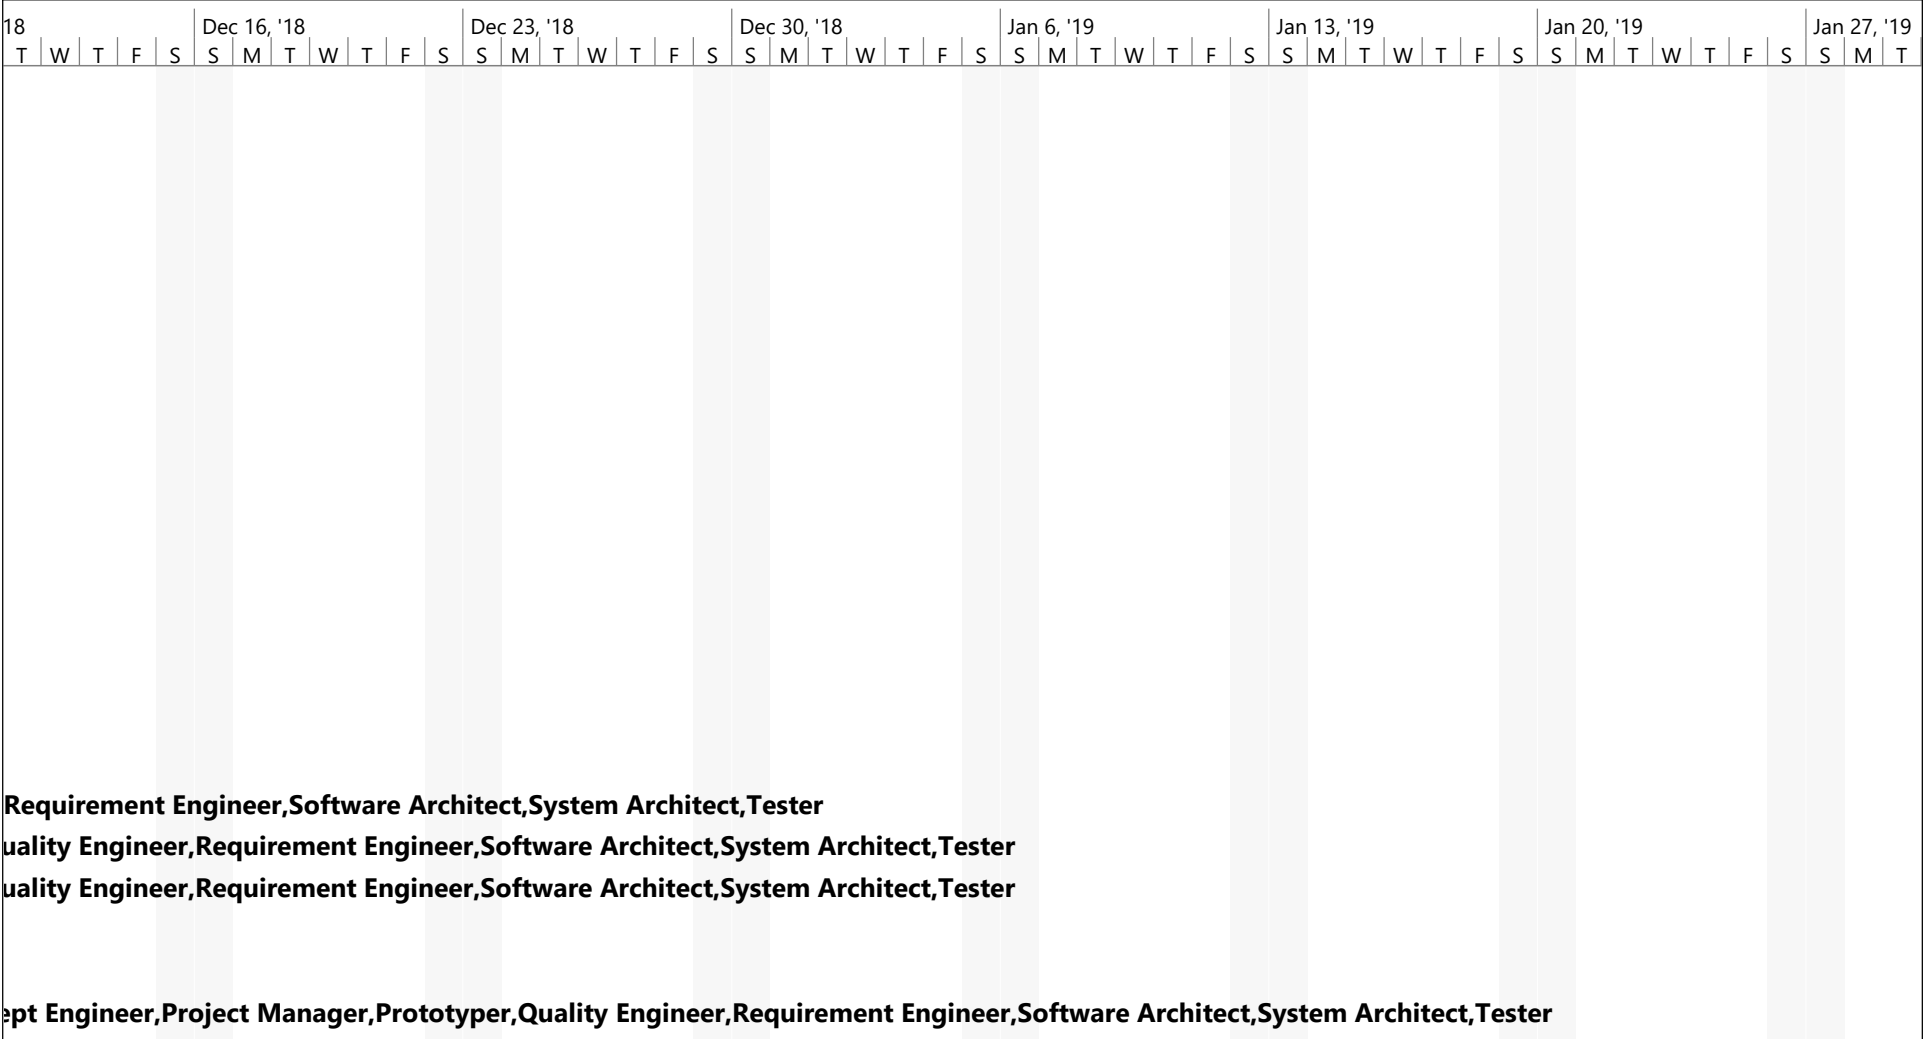 18 Dec 16, '18 Dec 23, '18 Dec 30, '18 Jan 6, '19 Jan 13, '19 Jan 20, '19 Jan 27, '19
T W T F S S M T W T F S S M T W T F S S M T W T F S S M T W T F S S M T W T F S S M T W T F S S M T
Requirement Engineer,Software Architect,System Architect,Tester
uality Engineer,Requirement Engineer,Software Architect,System Architect,Tester
uality Engineer,Requirement Engineer,Software Architect,System Architect,Tester
ept Engineer,Project Manager,Prototyper,Quality Engineer,Requirement Engineer,Software Architect,System Architect,Tester